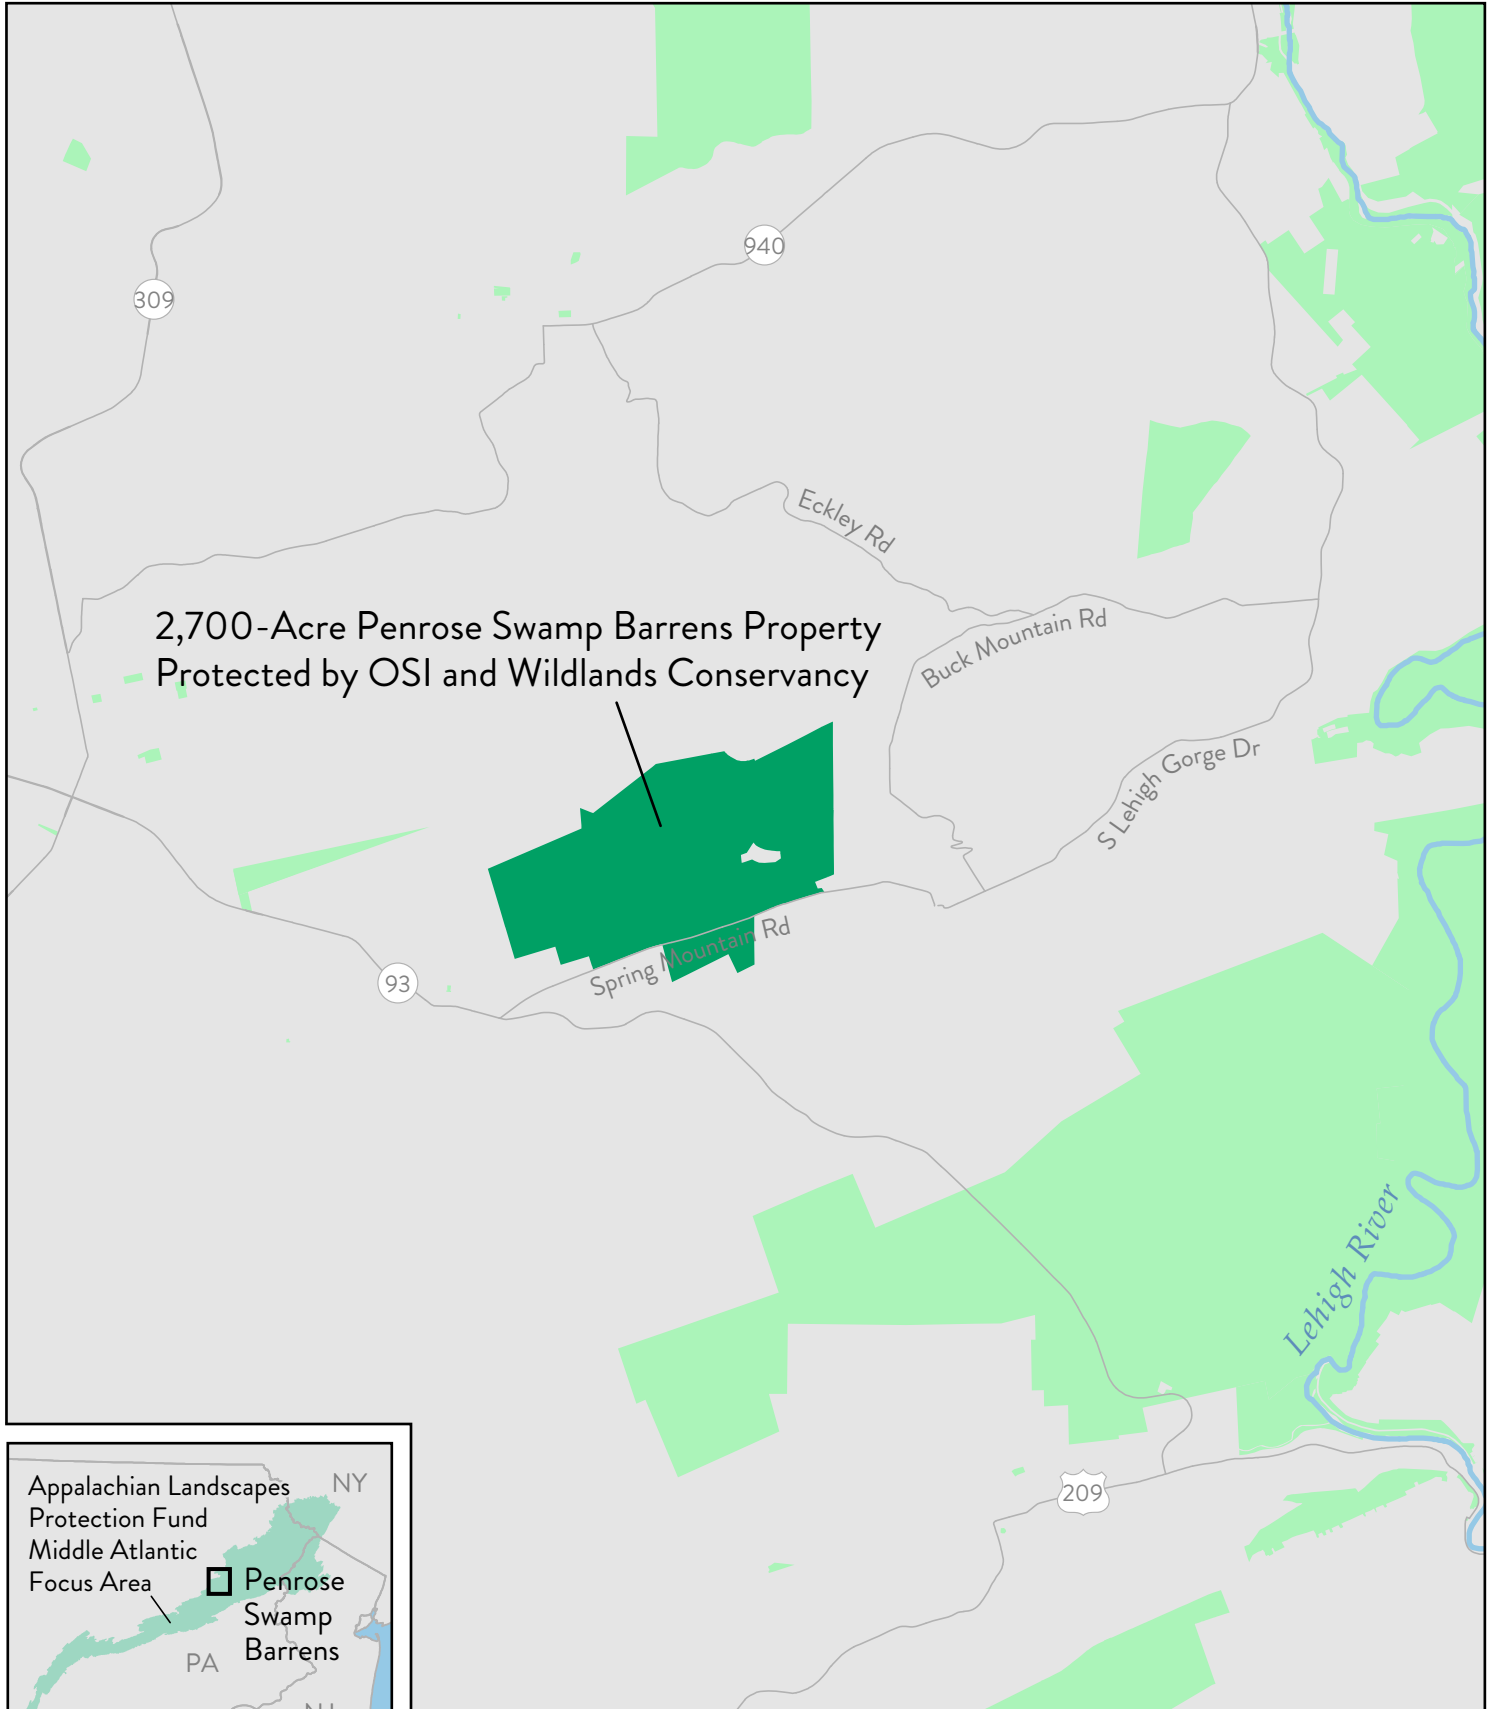 940
309
Eckley Rd
2,700-Acre Penrose Swamp Barrens Property
Protected by OSI and Wildlands Conservancy
Buck Mountain Rd
S Lehigh Gorge Dr
Spring Mountain Rd
93
Lehigh River
209
Appalachian Landscapes
Protection Fund
Middle Atlantic
Focus Area
NY
Penrose
Swamp
Barrens
PA